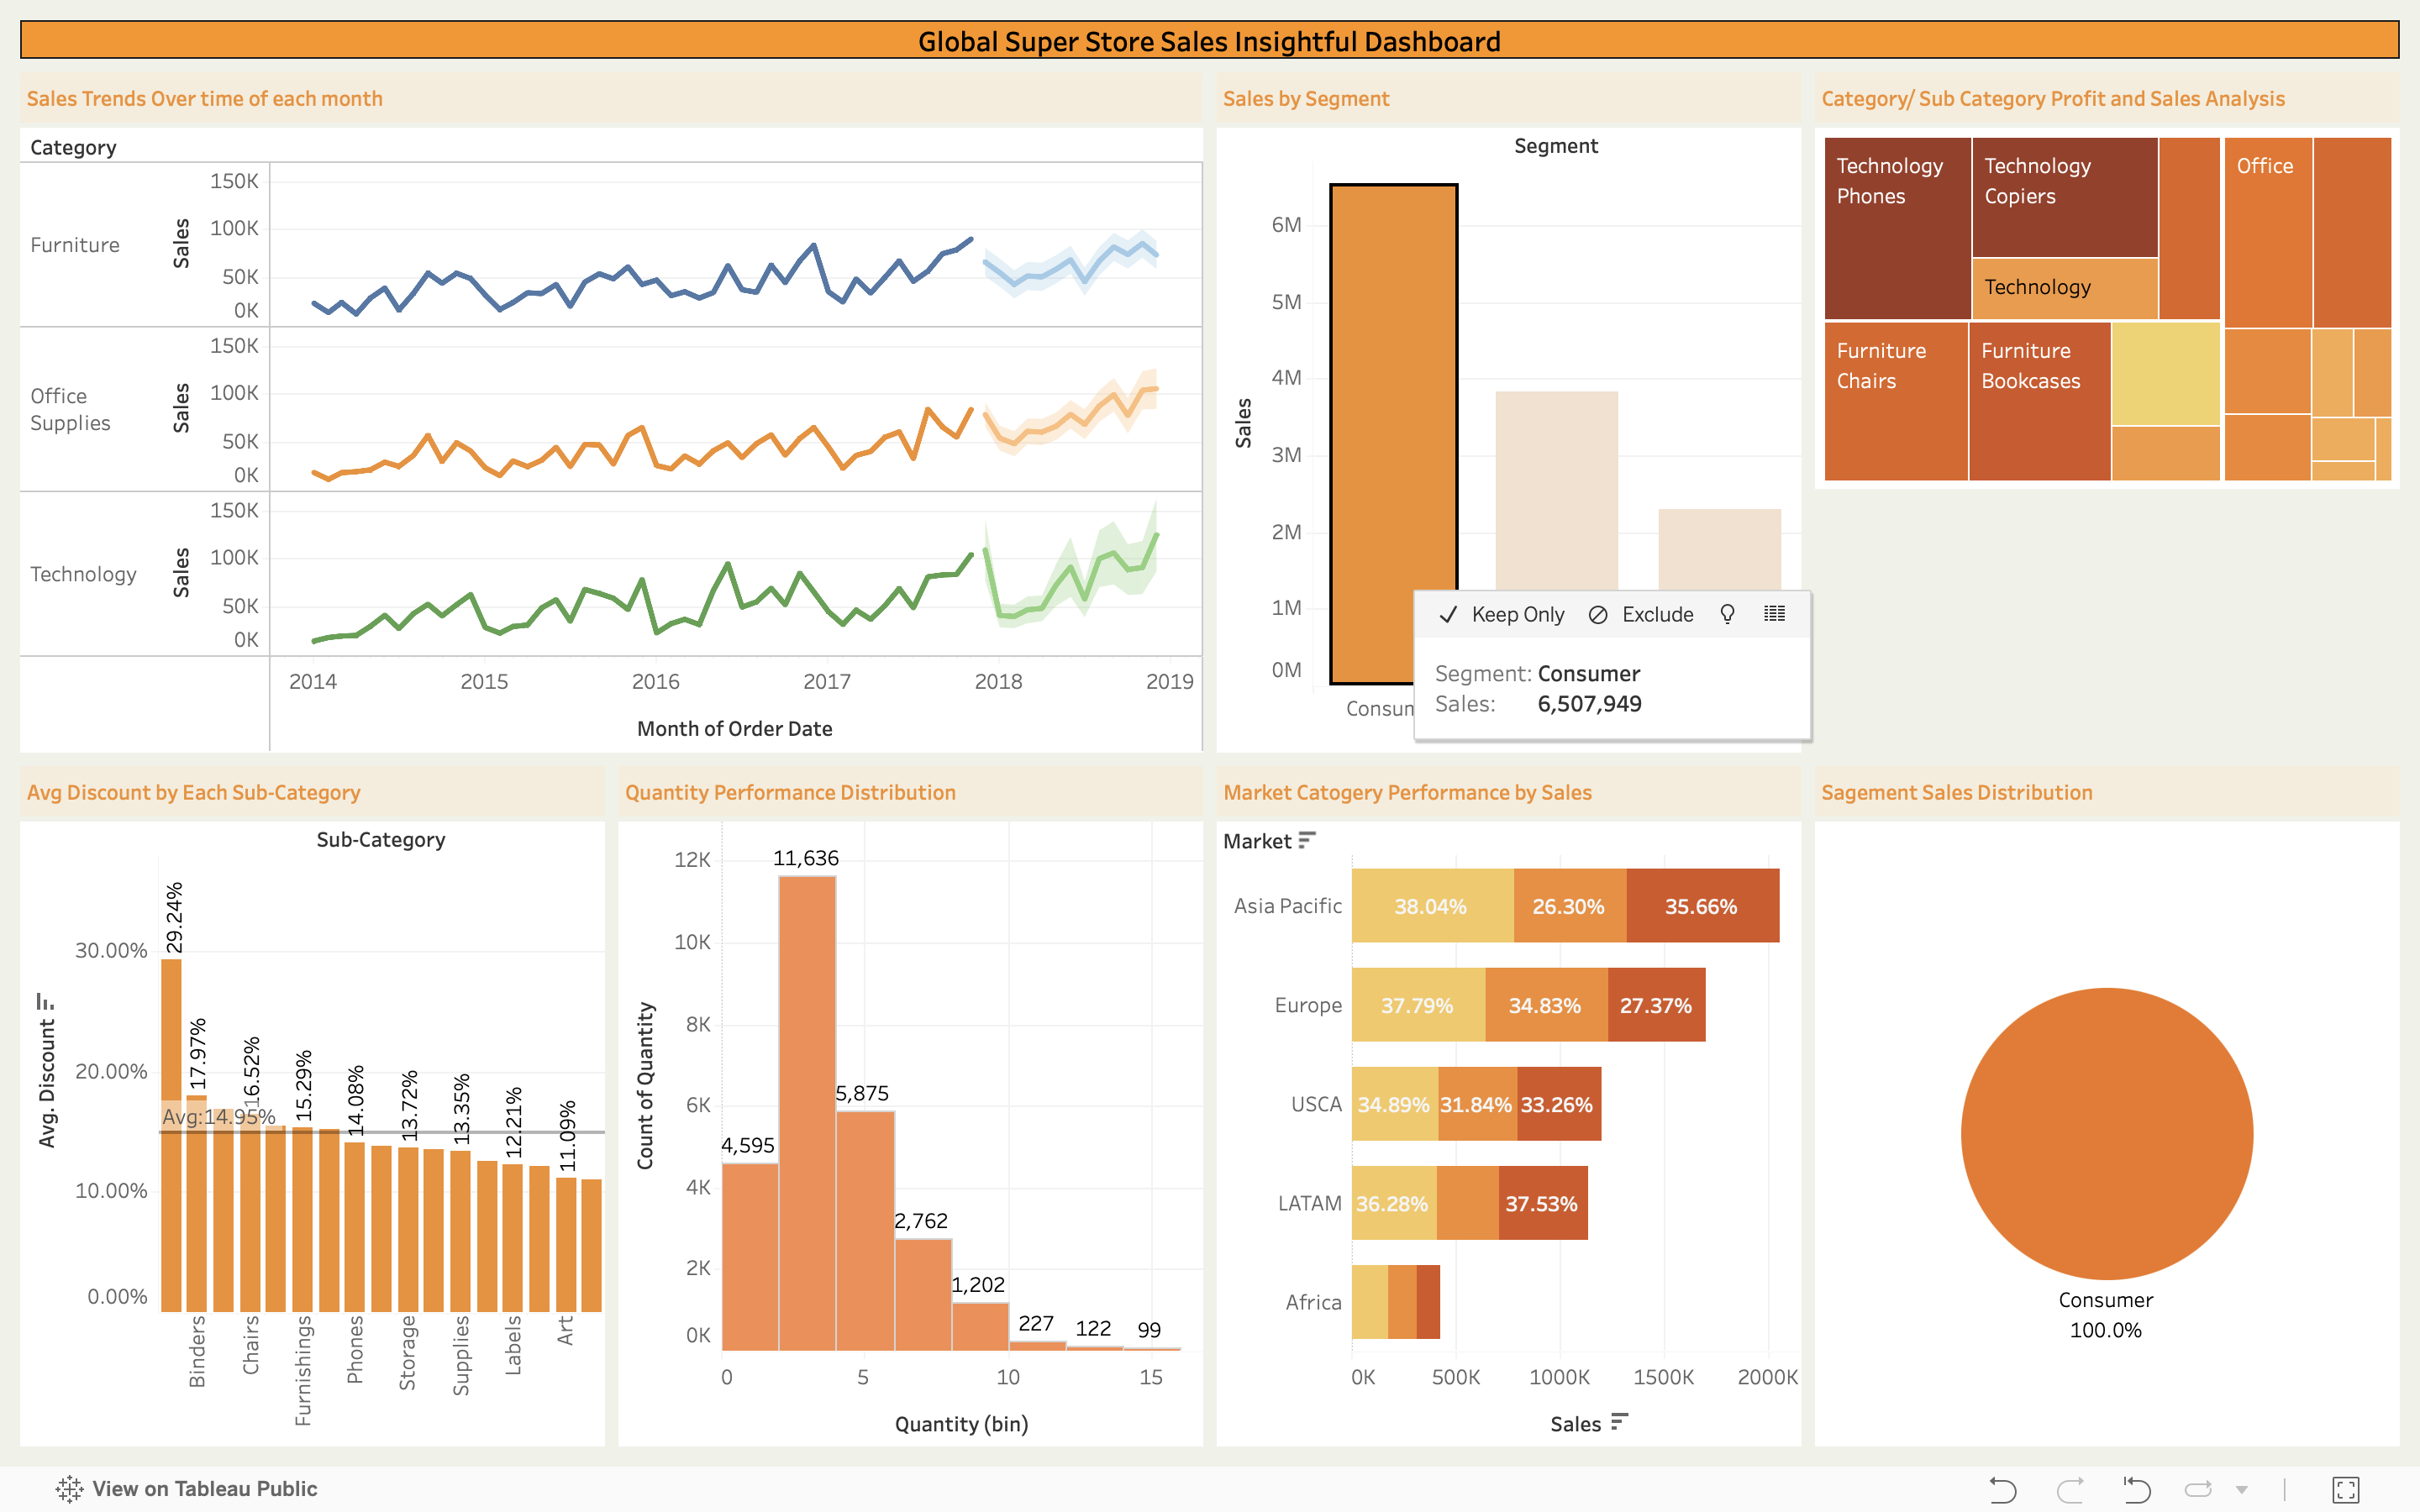 Global Super Store Sales Insightful Dashboard
Sales Trends Over time of each month
Category
Furniture
Sales
150K
100K
50K
0K
Office
Supplies
Sales
150K
100K
50K
0K
Technology
Sales
150K
100K
50K
0K
2014 2015 2016 2017 2018 2019
Month of Order Date
Sales by Segment
Segment
Sales
6M
5M
4M
3M
2M
1M
0M
Consum
Keep Only Exclude
Segment: Consumer
Sales: 6,507,949
Category/ Sub Category Profit and Sales Analysis
Technology
Phones
Technology
Copiers
Technology
Office
Furniture
Chairs
Furniture
Bookcases
Avg Discount by Each Sub-Category
Sub-Category
Avg. Discount
30.00%
20.00%
10.00%
0.00%
29.24%
17.97%
16.52%
15.29%
14.08%
13.72%
13.35%
12.21%
11.09%
Avg:14.95%
Binders
Chairs
Furnishings
Phones
Storage
Supplies
Labels
Art
Quantity Performance Distribution
Count of Quantity
12K
10K
8K
6K
4K
2K
0K
4,595
11,636
5,875
2,762
1,202
227
122
99
0 5 10 15
Quantity (bin)
Market Catogery Performance by Sales
Market
Asia Pacific 38.04% 26.30% 35.66%
Europe 37.79% 34.83% 27.37%
USCA 34.89% 31.84% 33.26%
LATAM 36.28% 37.53%
Africa
0K 500K 1000K 1500K 2000K
Sales
Sagement Sales Distribution
Consumer
100.0%
View on Tableau Public